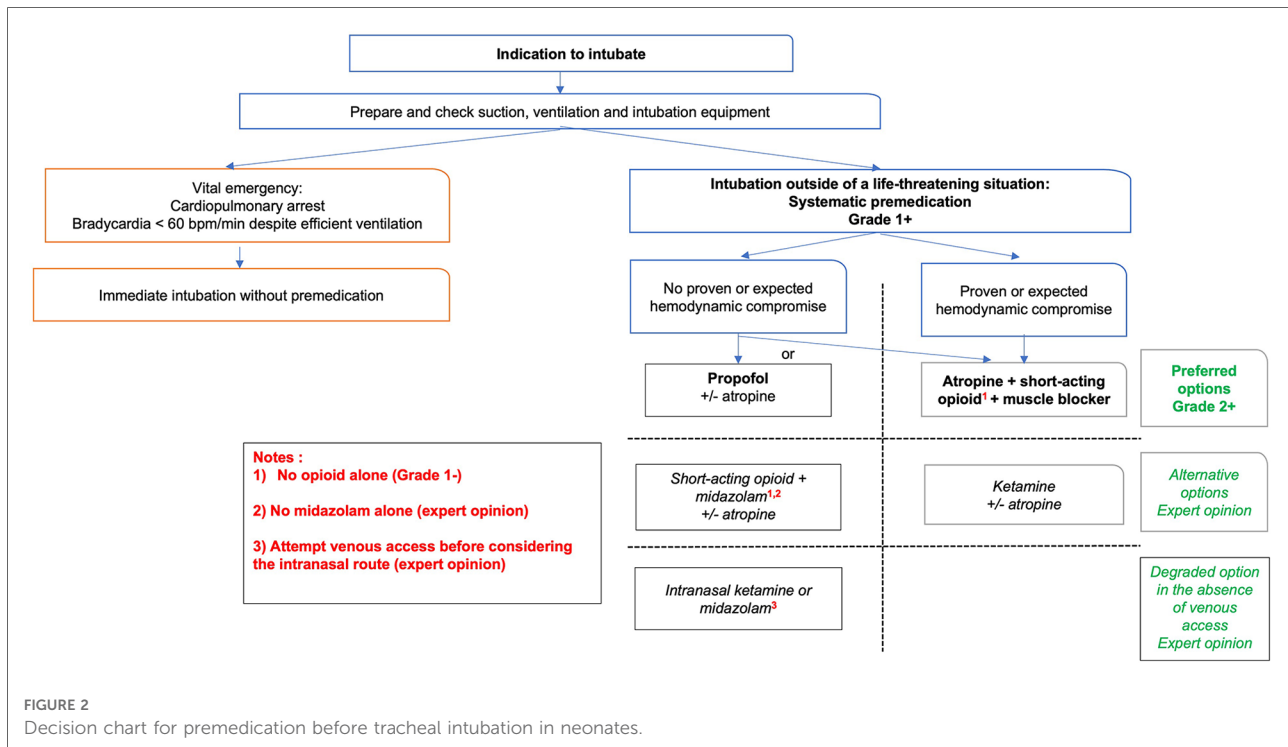 Indication to intubate
Prepare and check suction, ventilation and intubation equipment
Vital emergency:
Cardiopulmonary arrest
Bradycardia < 60 bpm/min despite efficient ventilation
Immediate intubation without premedication
Intubation outside of a life-threatening situation:
Systematic premedication
Grade 1+
No proven or expected
hemodynamic compromise
Proven or expected
hemodynamic compromise
or
Propofol
+/- atropine
Atropine + short-acting
opioid1 + muscle blocker
Preferred
options
Grade 2+
Notes :
1) No opioid alone (Grade 1-)
2) No midazolam alone (expert opinion)
3) Attempt venous access before considering
the intranasal route (expert opinion)
Short-acting opioid +
midazolam1,2
+/- atropine
Ketamine
+/- atropine
Alternative
options
Expert opinion
Intranasal ketamine or
midazolam3
Degraded option
in the absence
of venous
access
Expert opinion
FIGURE 2
Decision chart for premedication before tracheal intubation in neonates.